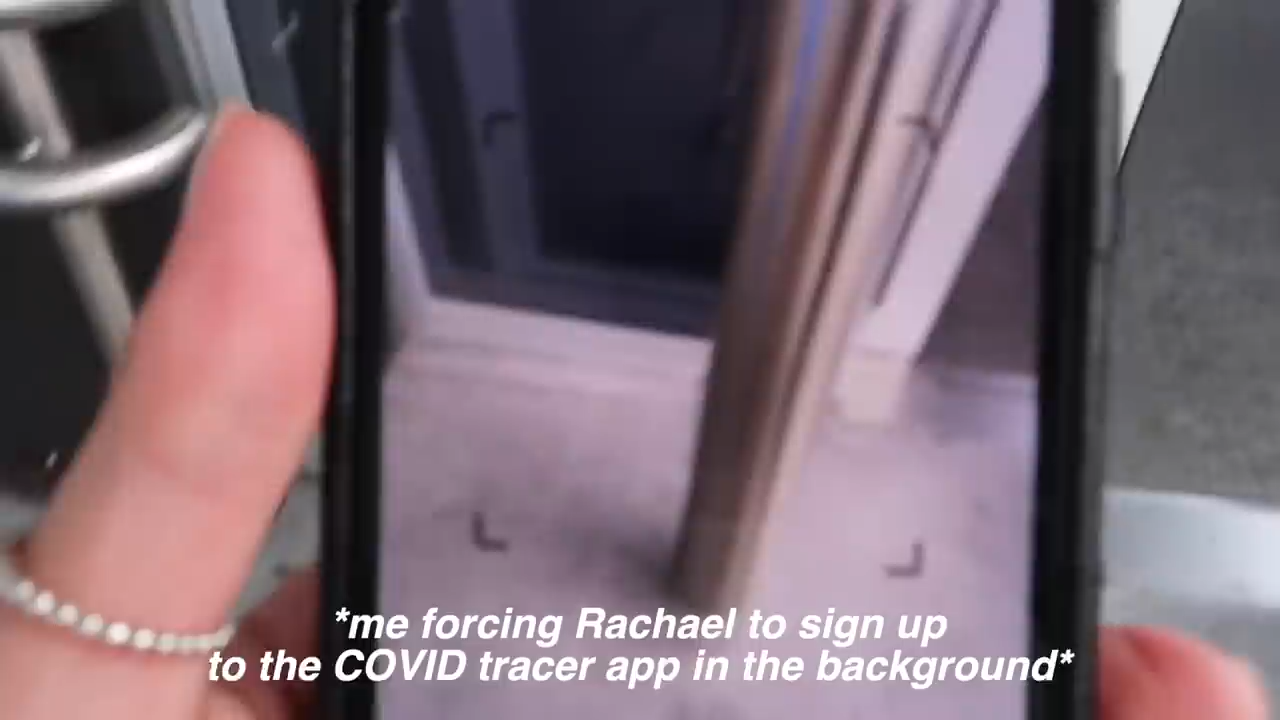 *me forcing Rachael to sign up
to the COVID tracer app in the background*